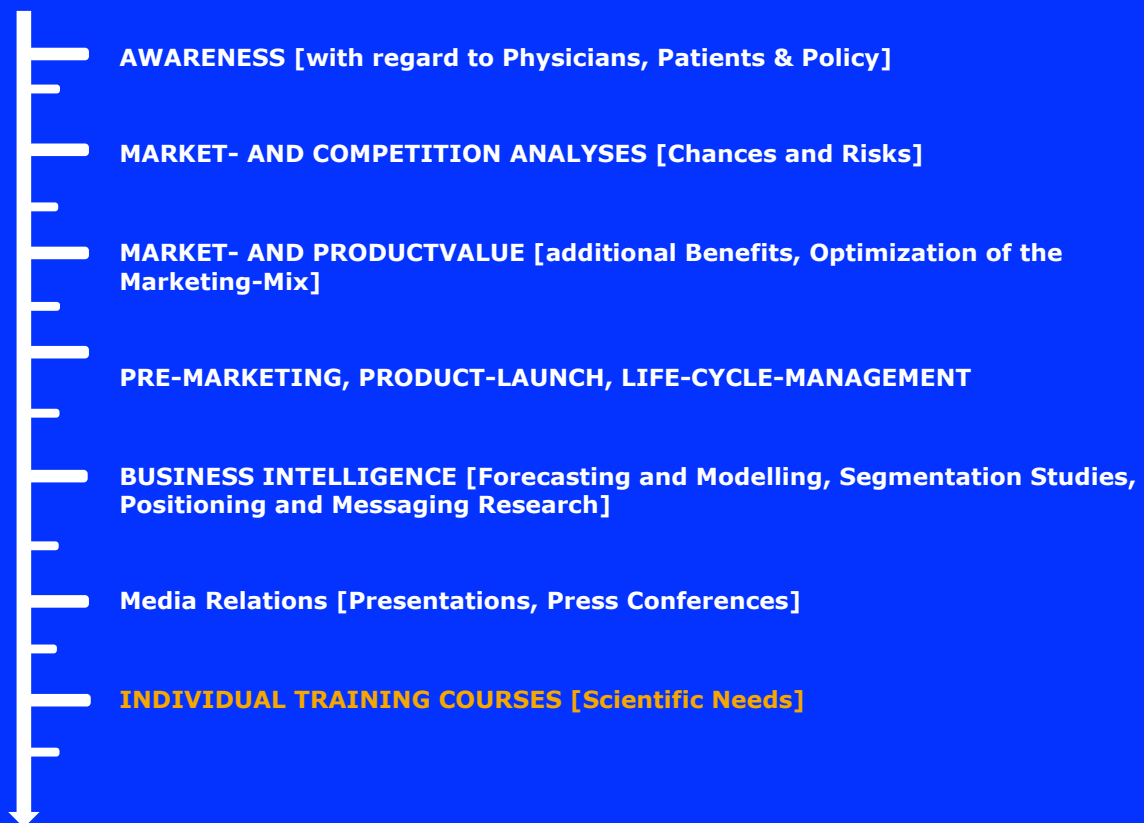 AWARENESS [with regard to Physicians, Patients & Policy]
MARKET- AND COMPETITION ANALYSES [Chances and Risks]
MARKET- AND PRODUCTVALUE [additional Benefits, Optimization of the
Marketing-Mix]
PRE-MARKETING, PRODUCT-LAUNCH, LIFE-CYCLE-MANAGEMENT
BUSINESS INTELLIGENCE [Forecasting and Modelling, Segmentation Studies,
Positioning and Messaging Research]
Media Relations [Presentations, Press Conferences]
INDIVIDUAL TRAINING COURSES [Scientific Needs]